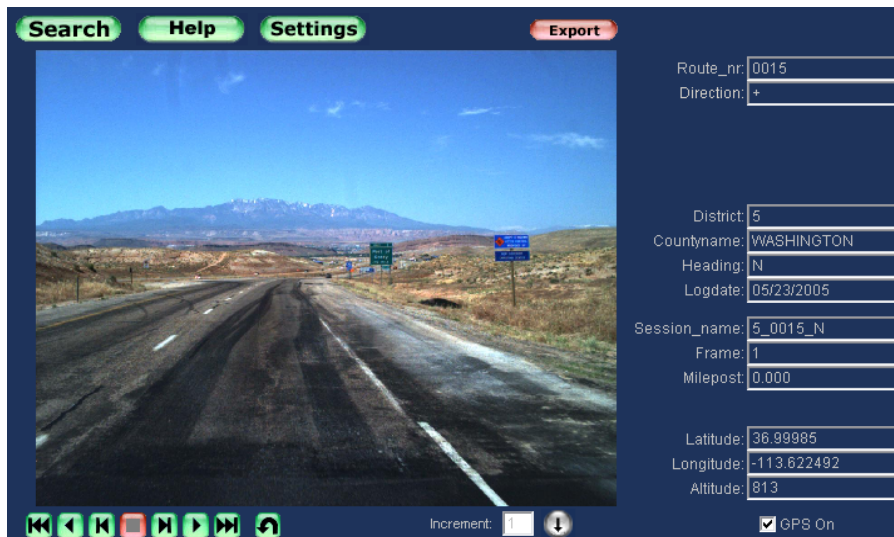 Search Help Settings Export
Route_nr: 0015
Direction: +
District: 5
Countyname: WASHINGTON
Heading: N
Logdate: 05/23/2005
Session_name: 5_0015_N
Frame: 1
Milepost: 0.000
Latitude: 36.99985
Longitude: -113.622492
Altitude: 813
Increment: 1
GPS On